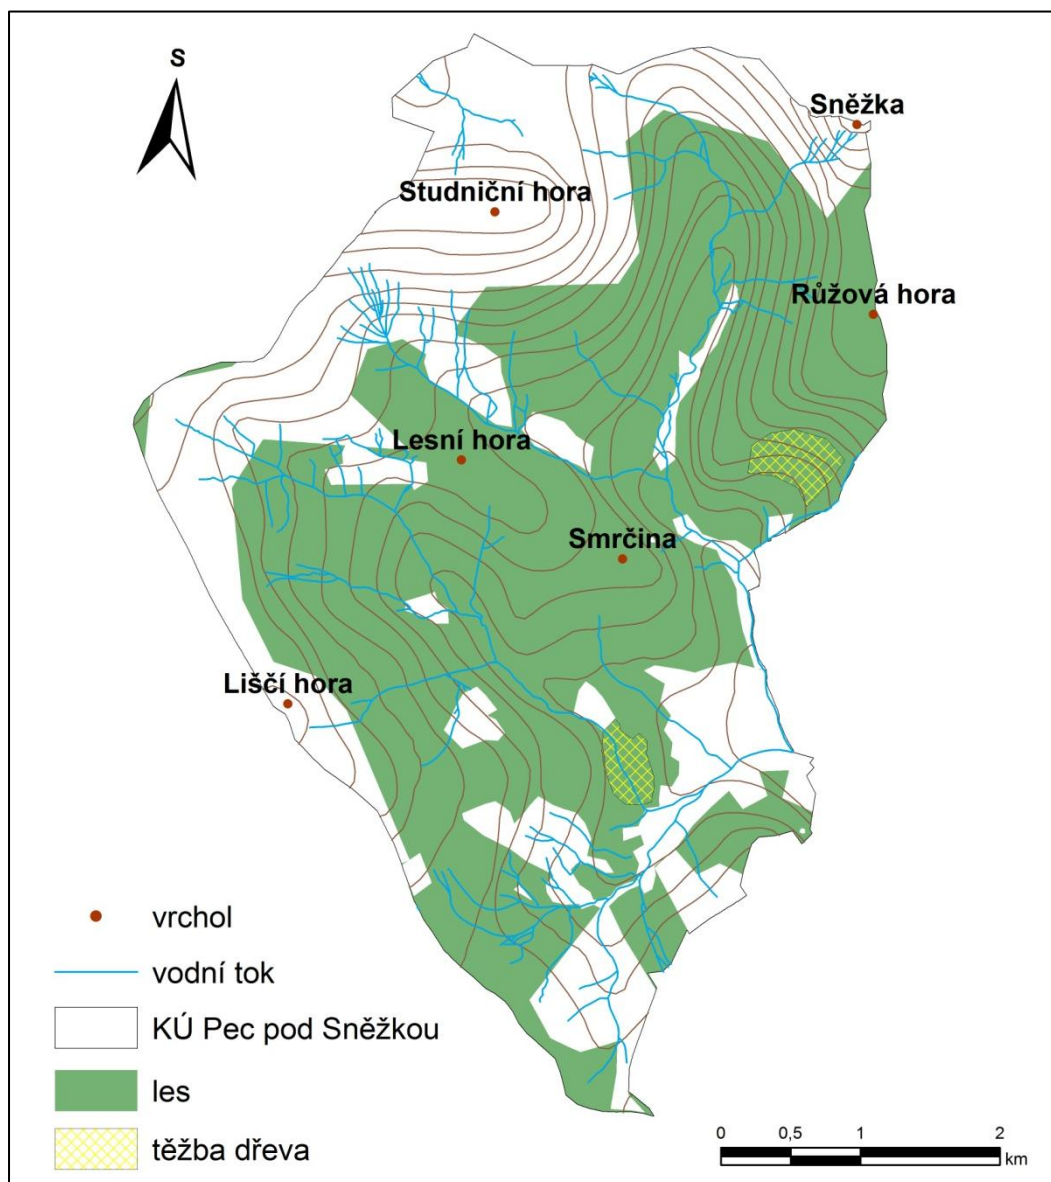 S
Sněžka
Studniční hora
Růžová hora
Lesní hora
Smrčina
Liščí hora
vrchol
vodní tok
KÚ Pec pod Sněžkou
les
těžba dřeva
0 0,5 1 2
km